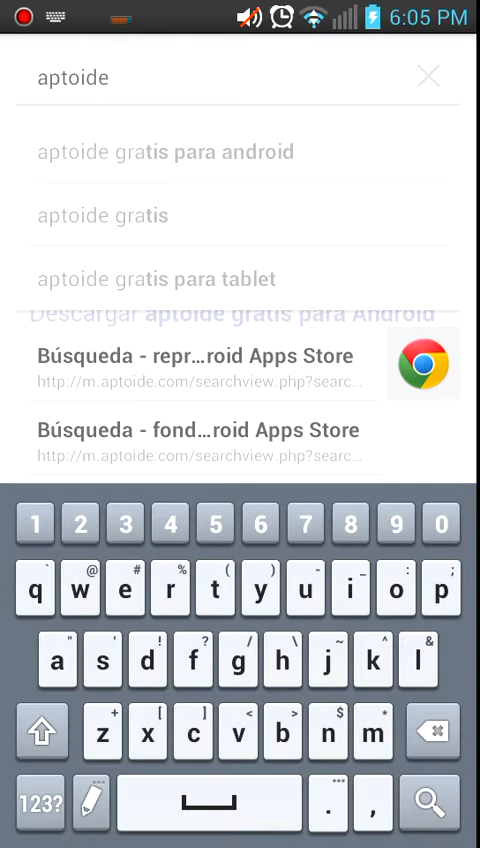 6:05 PM
aptoide
aptoide gratis para android
aptoide gratis
aptoide gratis para tablet
Descargar aptoide gratis para Android
Búsqueda - repr...roid Apps Store
http://m.aptoide.com/searchview.php?searc...
Búsqueda - fond...roid Apps Store
http://m.aptoide.com/searchview.php?searc...
1 2 3 4 5 6 7 8 9 0
` @ # % ( ) - _ : ;
q w e r t y u i o p
" ' ! ? / \ ~ ^ &
a s d f g h j k l
+ [ ] < > $ *
z x c v b n m
123? ... . ,